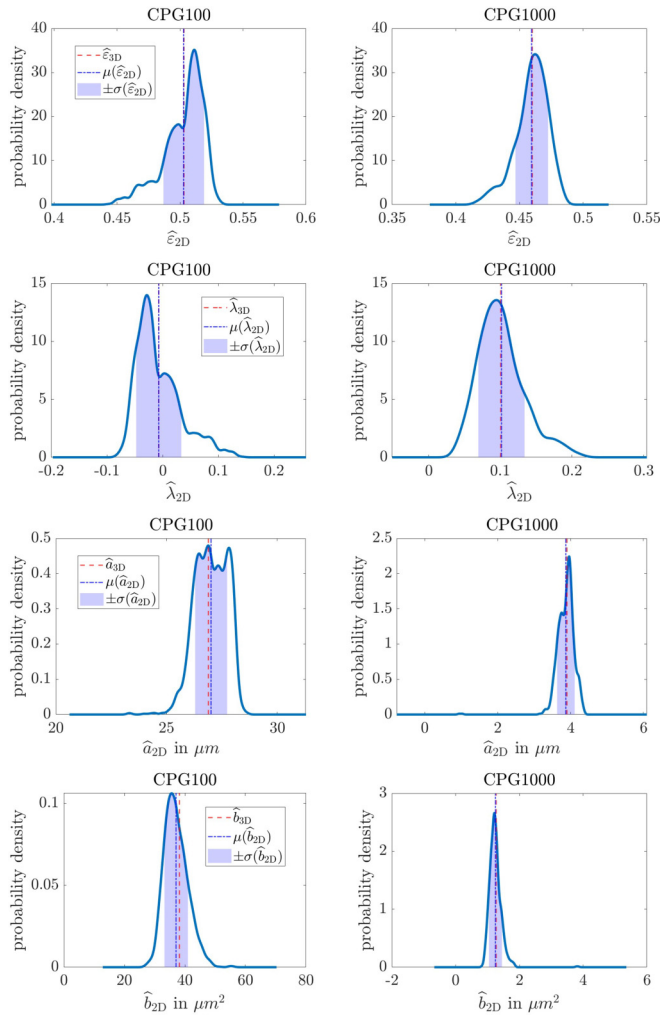 CPG100
CPG1000
probability density
40
30
20
10
0
0.4
0.45
0.5
0.55
0.6
ε̂2D
ε̂3D
μ(ε̂2D)
±σ(ε̂2D)
probability density
40
30
20
10
0
0.35
0.4
0.45
0.5
0.55
ε̂2D
CPG100
CPG1000
probability density
15
10
5
0
-0.2
-0.1
0
0.1
0.2
λ̂2D
λ̂3D
μ(λ̂2D)
±σ(λ̂2D)
probability density
15
10
5
0
0
0.1
0.2
0.3
λ̂2D
CPG100
CPG1000
probability density
0.5
0.4
0.3
0.2
0.1
0
20
25
30
â2D in μm
â3D
μ(â2D)
±σ(â2D)
probability density
2.5
2
1.5
1
0.5
0
0
2
4
6
â2D in μm
CPG100
CPG1000
probability density
0.1
0.05
0
0
20
40
60
80
b̂2D in μm²
b̂3D
μ(b̂2D)
±σ(b̂2D)
probability density
3
2
1
0
-2
0
2
4
6
b̂2D in μm²